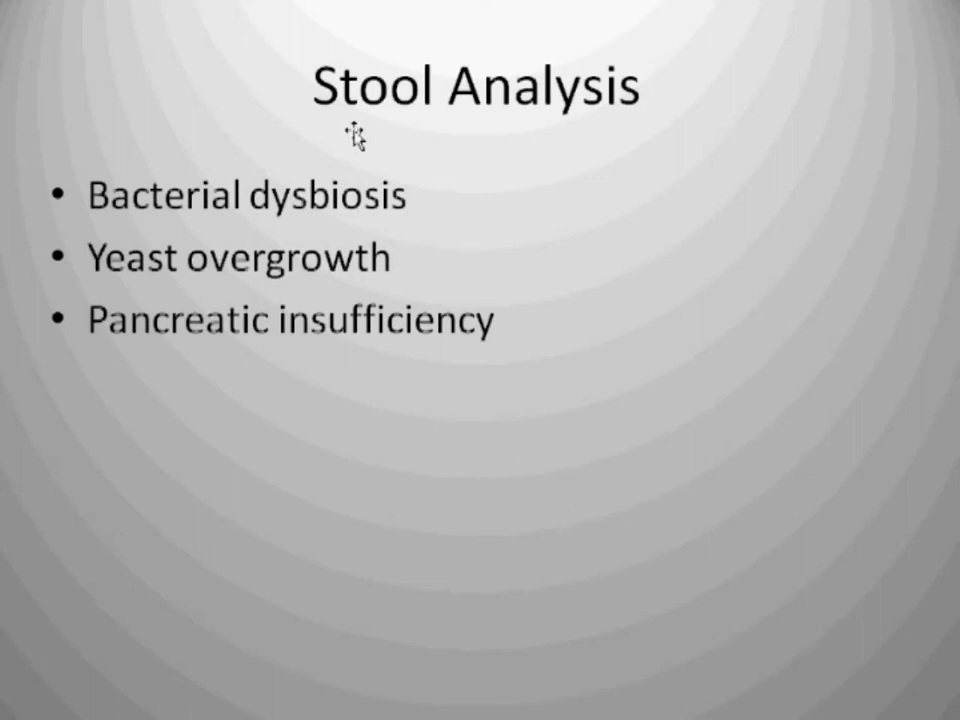 Stool Analysis
• Bacterial dysbiosis
• Yeast overgrowth
• Pancreatic insufficiency